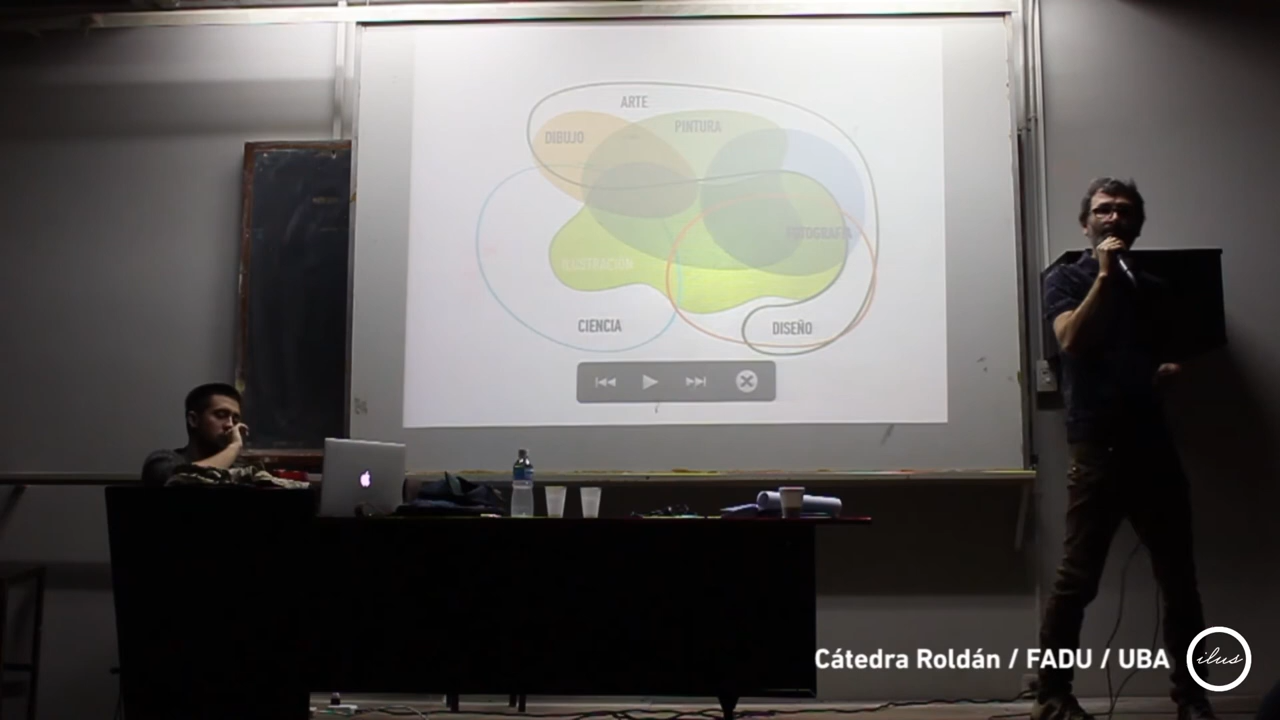 ARTE
DIBUJO
PINTURA
FOTOGRAFÍA
ILUSTRACIÓN
CIENCIA
DISEÑO
Cátedra Roldán / FADU / UBA
ilus